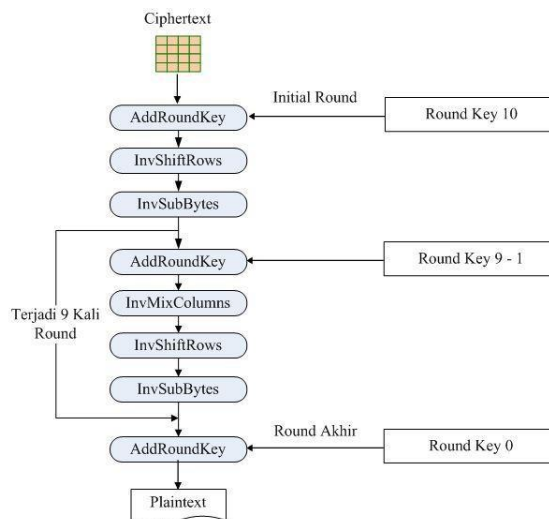 Ciphertext
Initial Round
AddRoundKey
Round Key 10
InvShiftRows
InvSubBytes
AddRoundKey
Round Key 9 - 1
InvMixColumns
Terjadi 9 Kali
Round
InvShiftRows
InvSubBytes
Round Akhir
AddRoundKey
Round Key 0
Plaintext